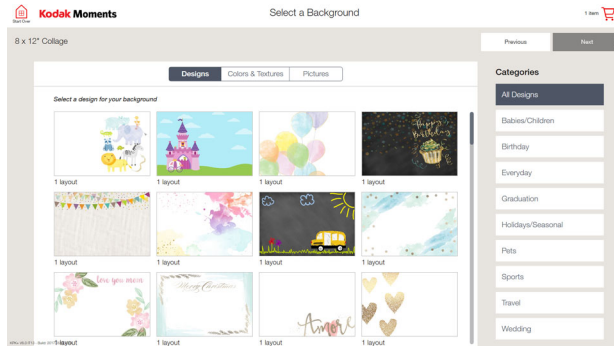 Start Over
Kodak Moments
Select a Background
1 item
8 x 12" Collage
Previous
Next
Designs
Colors & Textures
Pictures
Select a design for your background
1 layout
1 layout
1 layout
Happy Birthday
1 layout
1 layout
1 layout
1 layout
1 layout
love you mom
1 layout
Merry Christmas
1 layout
Amore
1 layout
1 layout
Categories
All Designs
Babies/Children
Birthday
Everyday
Graduation
Holidays/Seasonal
Pets
Sports
Travel
Wedding